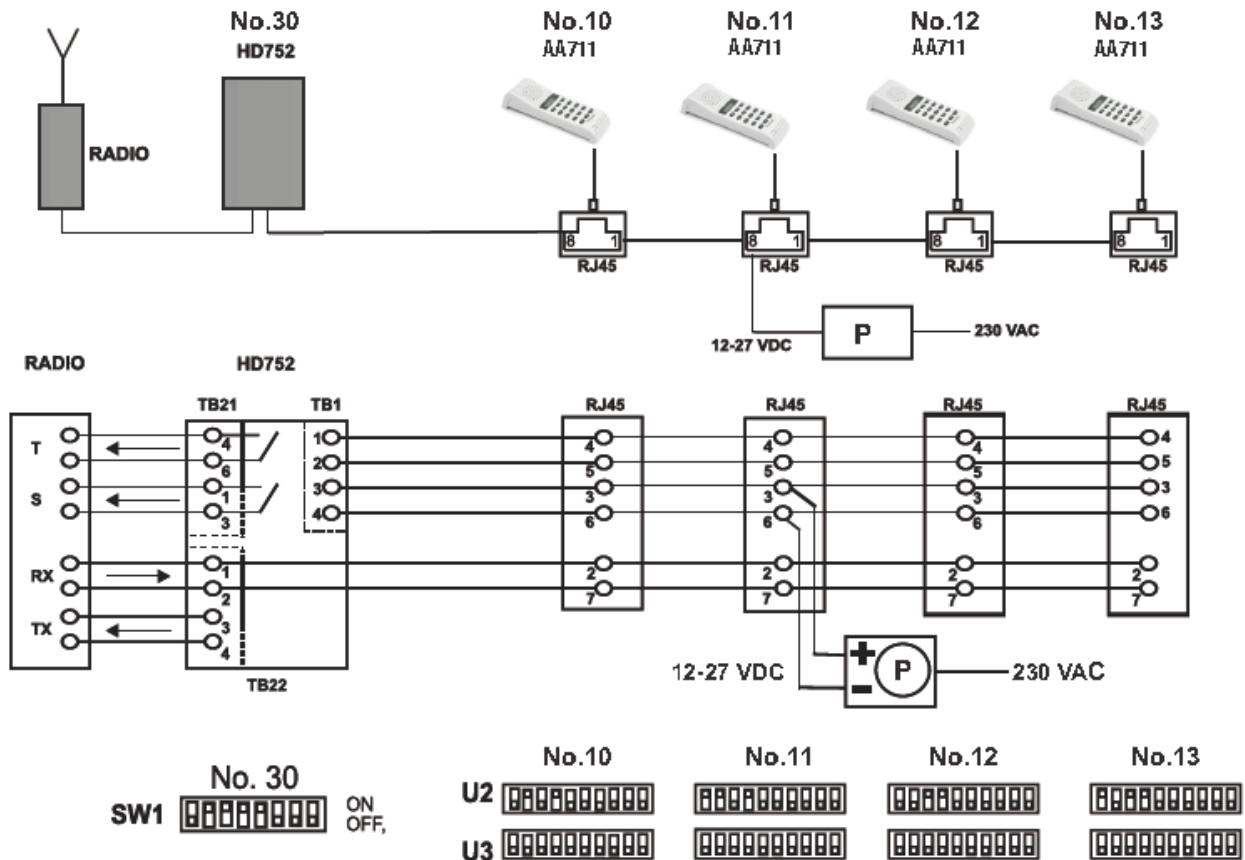 No.30
HD752
No.10
AA711
No.11
AA711
No.12
AA711
No.13
AA711
RADIO
8 1
RJ45
8 1
RJ45
8 1
RJ45
8 1
RJ45
12-27 VDC
P
230 VAC
RADIO
HD752
TB21
TB1
RJ45
RJ45
RJ45
RJ45
T
4
1
4
4
4
4
6
2
5
5
5
5
S
1
3
3
3
3
3
3
4
6
6
6
6
RX
1
2
2
2
2
2
7
7
7
7
TX
3
4
TB22
12-27 VDC
+
P
-
230 VAC
No. 30
SW1
ON
OFF,
No.10
No.11
No.12
No.13
U2
U3